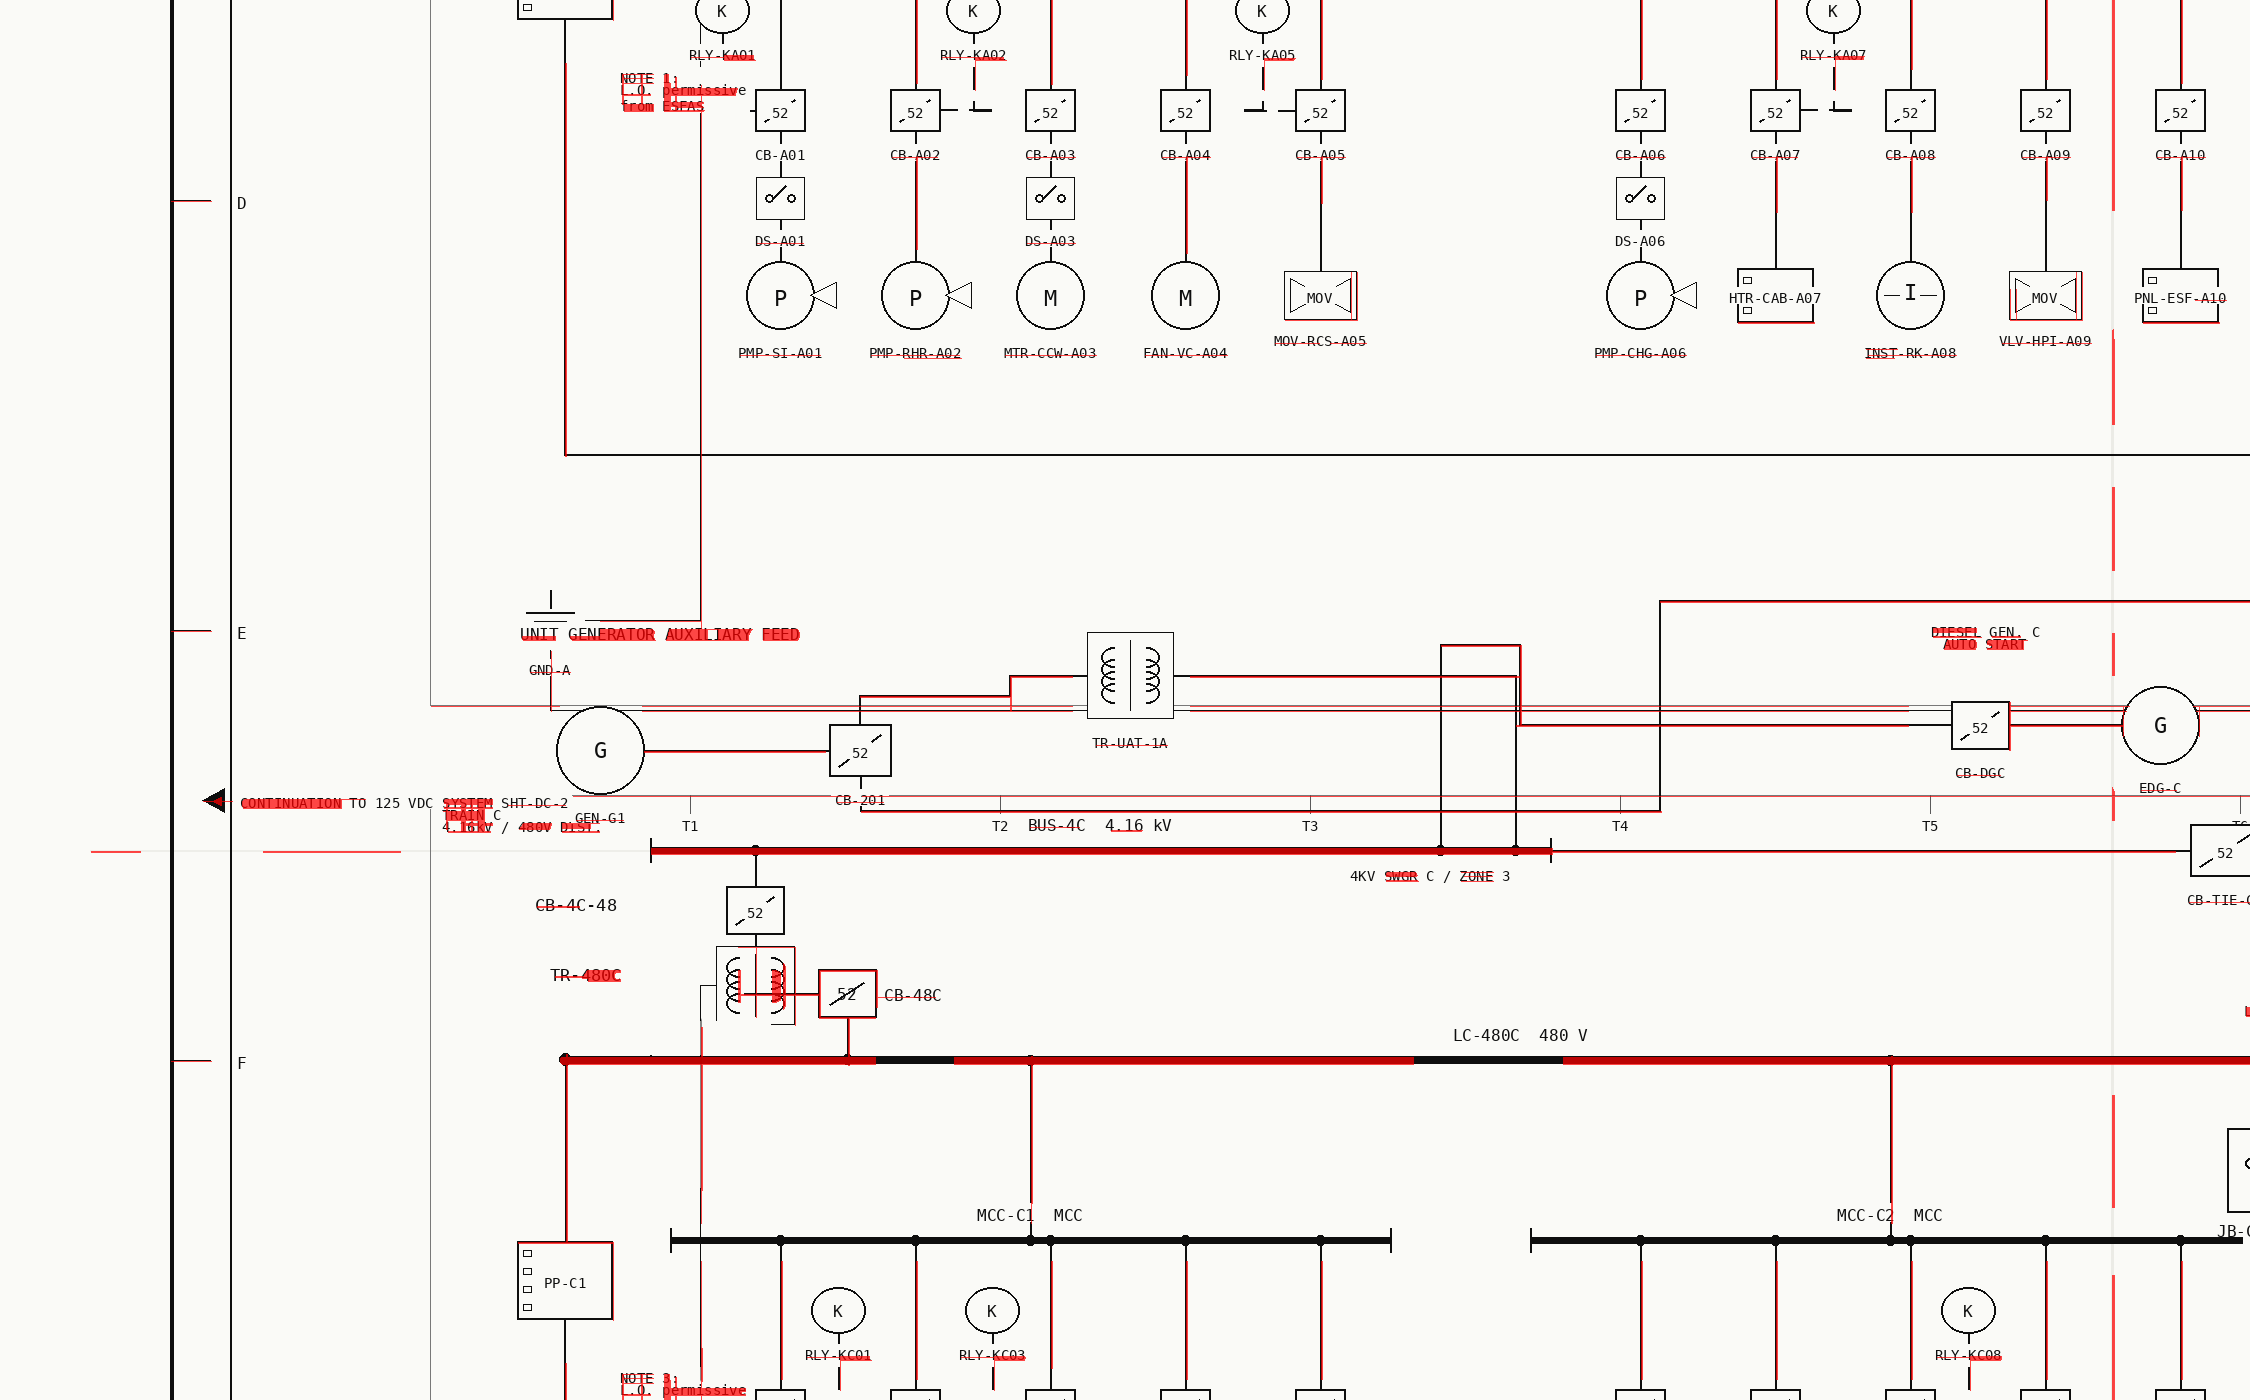 K K K K
RLY-KA01 RLY-KA02 RLY-KA05 RLY-KA07
NOTE 1:
L.O. permissive
from ESFAS
52 52 52 52 52 52 52 52 52 52
CB-A01 CB-A02 CB-A03 CB-A04 CB-A05 CB-A06 CB-A07 CB-A08 CB-A09 CB-A10
D
DS-A01 DS-A03 DS-A06
P P M M MOV P HTR-CAB-A07 I MOV PNL-ESF-A10
PMP-SI-A01 PMP-RHR-A02 MTR-CCW-A03 FAN-VC-A04 MOV-RCS-A05 PMP-CHG-A06 INST-RK-A08 VLV-HPI-A09
E
UNIT GENERATOR AUXILIARY FEED
DIESEL GEN. C
AUTO START
GND-A
G 52 TR-UAT-1A 52 G
CB-DGC EDG-C
CB-201
CONTINUATION TO 125 VDC SYSTEM SHT-DC-2
TRAIN C
4.16kV / 480V DIST.
GEN-G1
T1 T2 T3 T4 T5
BUS-4C 4.16 kV
52
4KV SWGR C / ZONE 3
CB-4C-48
52
TR-480C
52 CB-48C
LC-480C 480 V
F
MCC-C1 MCC MCC-C2 MCC
PP-C1
K K K
RLY-KC01 RLY-KC03 RLY-KC08
NOTE 3:
L.O. permissive